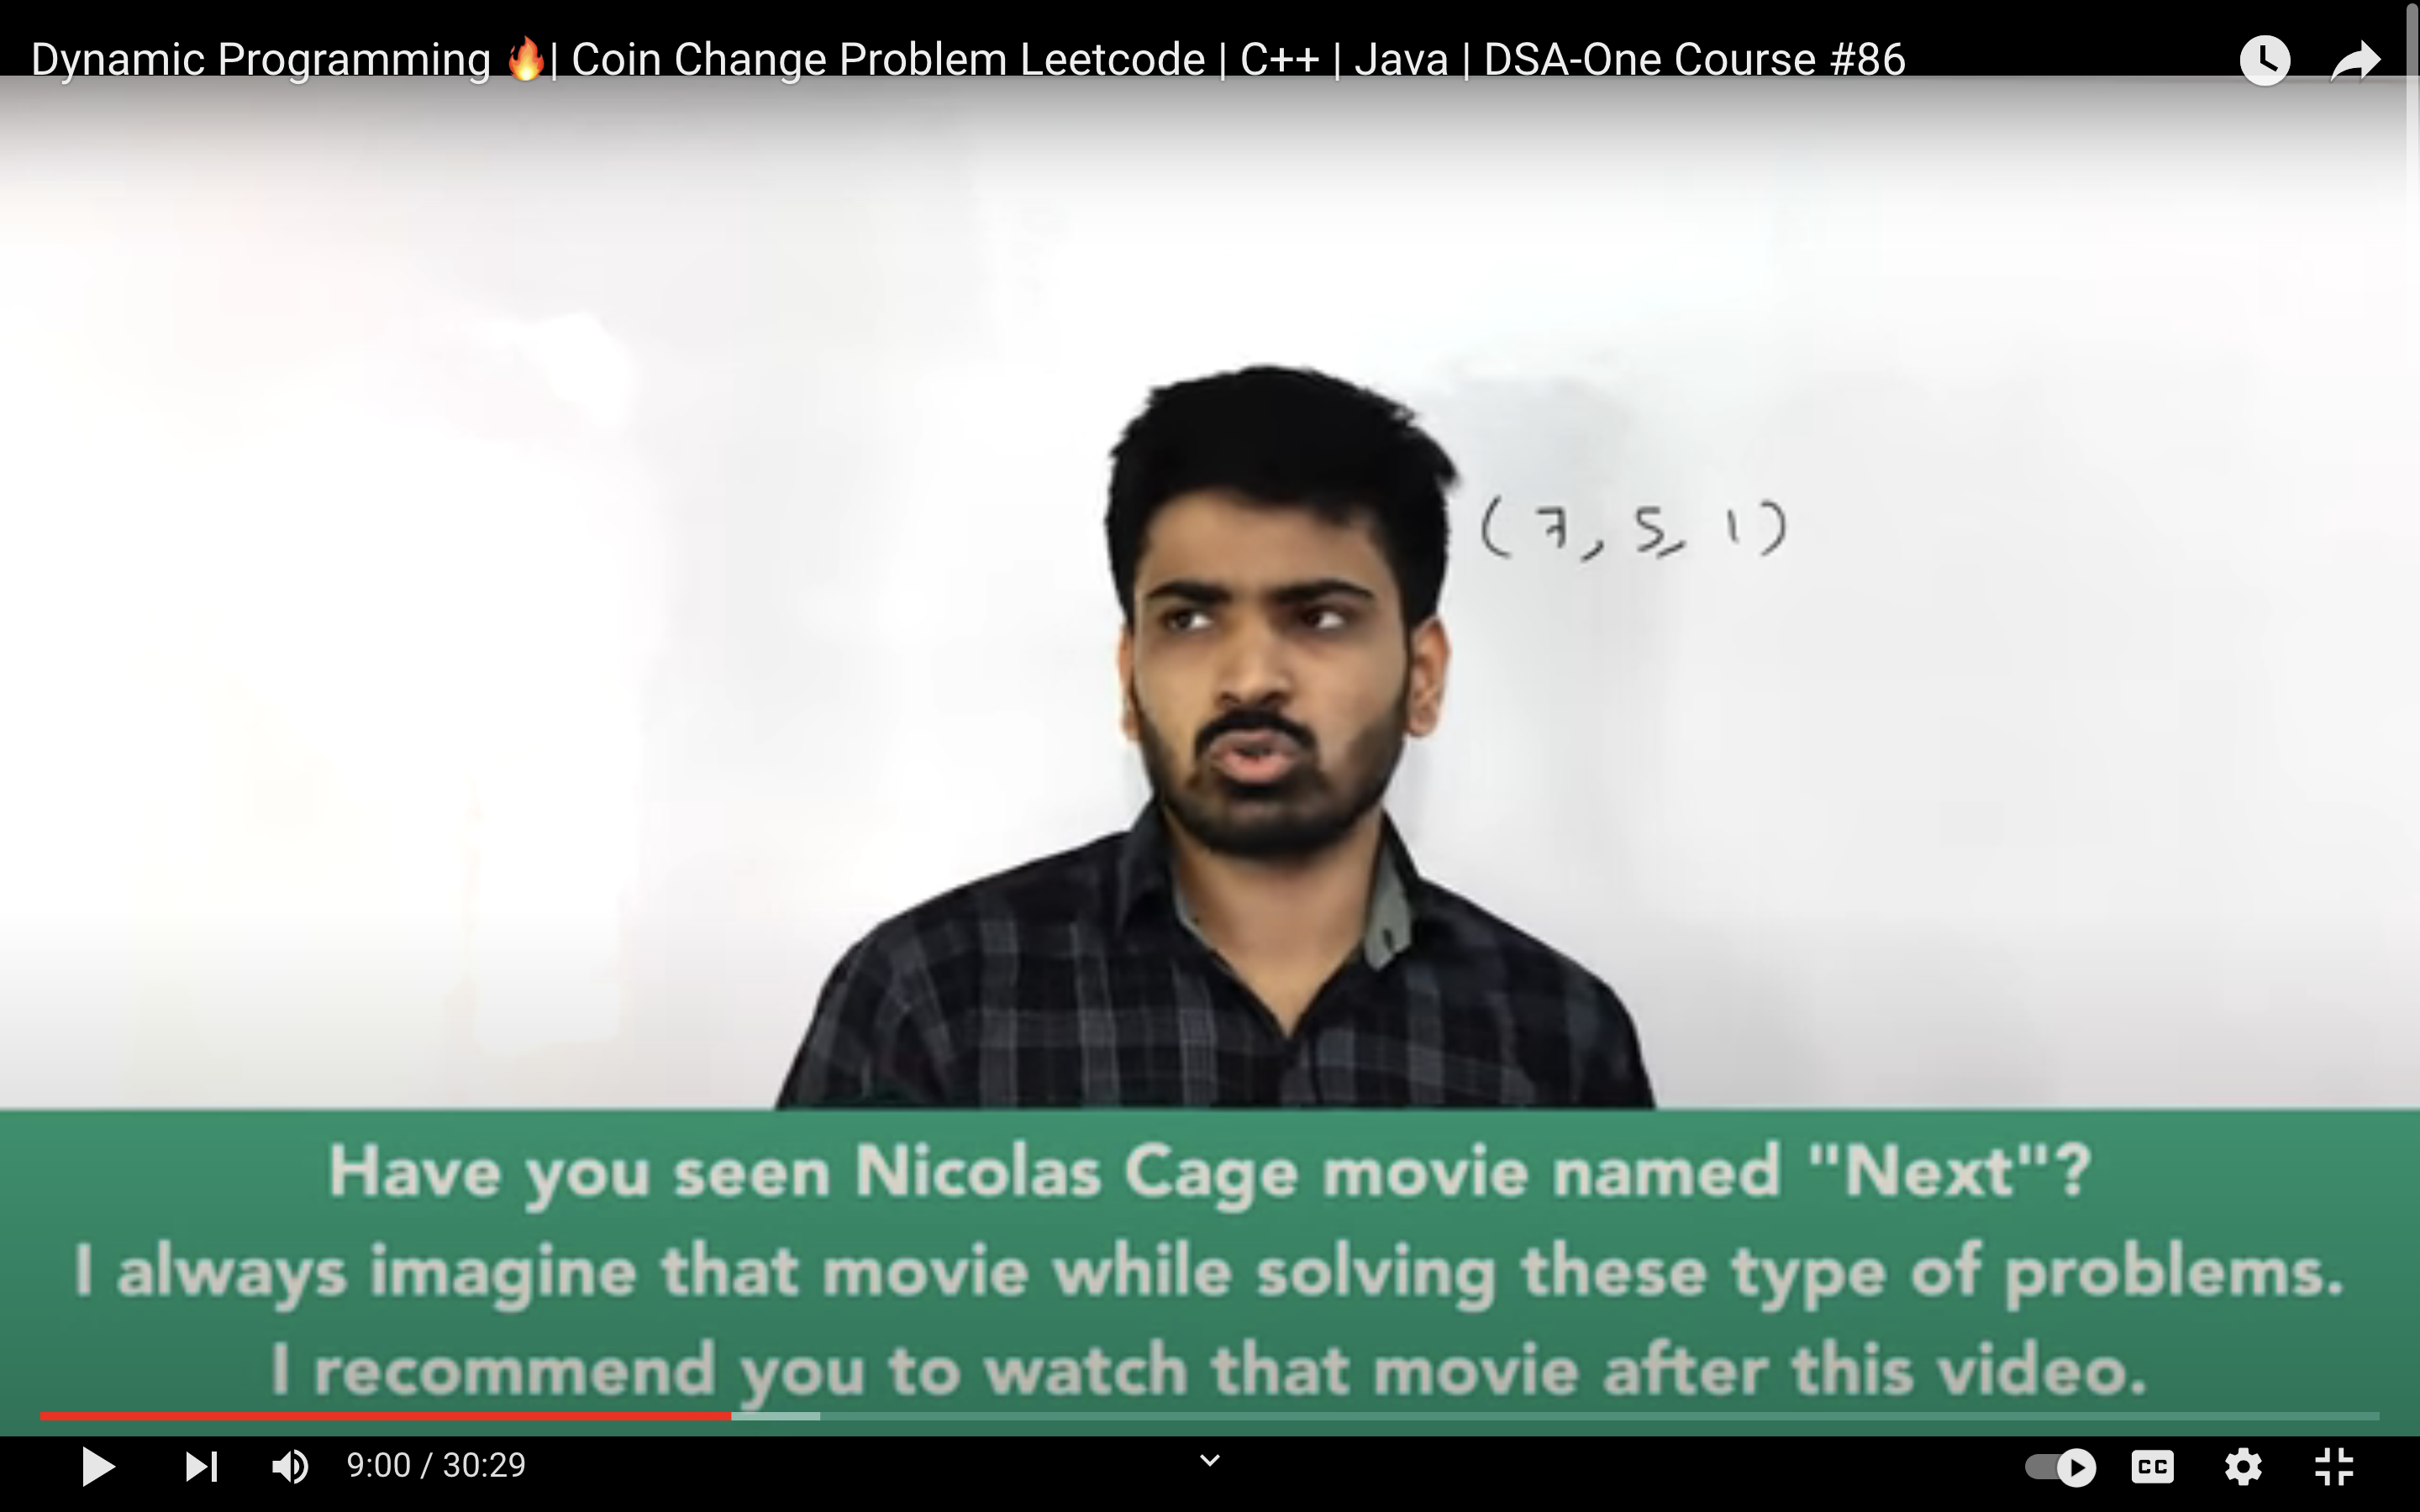 Dynamic Programming 🔥| Coin Change Problem Leetcode | C++ | Java | DSA-One Course #86
(7, 5, 1)
Have you seen Nicolas Cage movie named "Next"?
I always imagine that movie while solving these type of problems.
I recommend you to watch that movie after this video.
9:00 / 30:29
CC